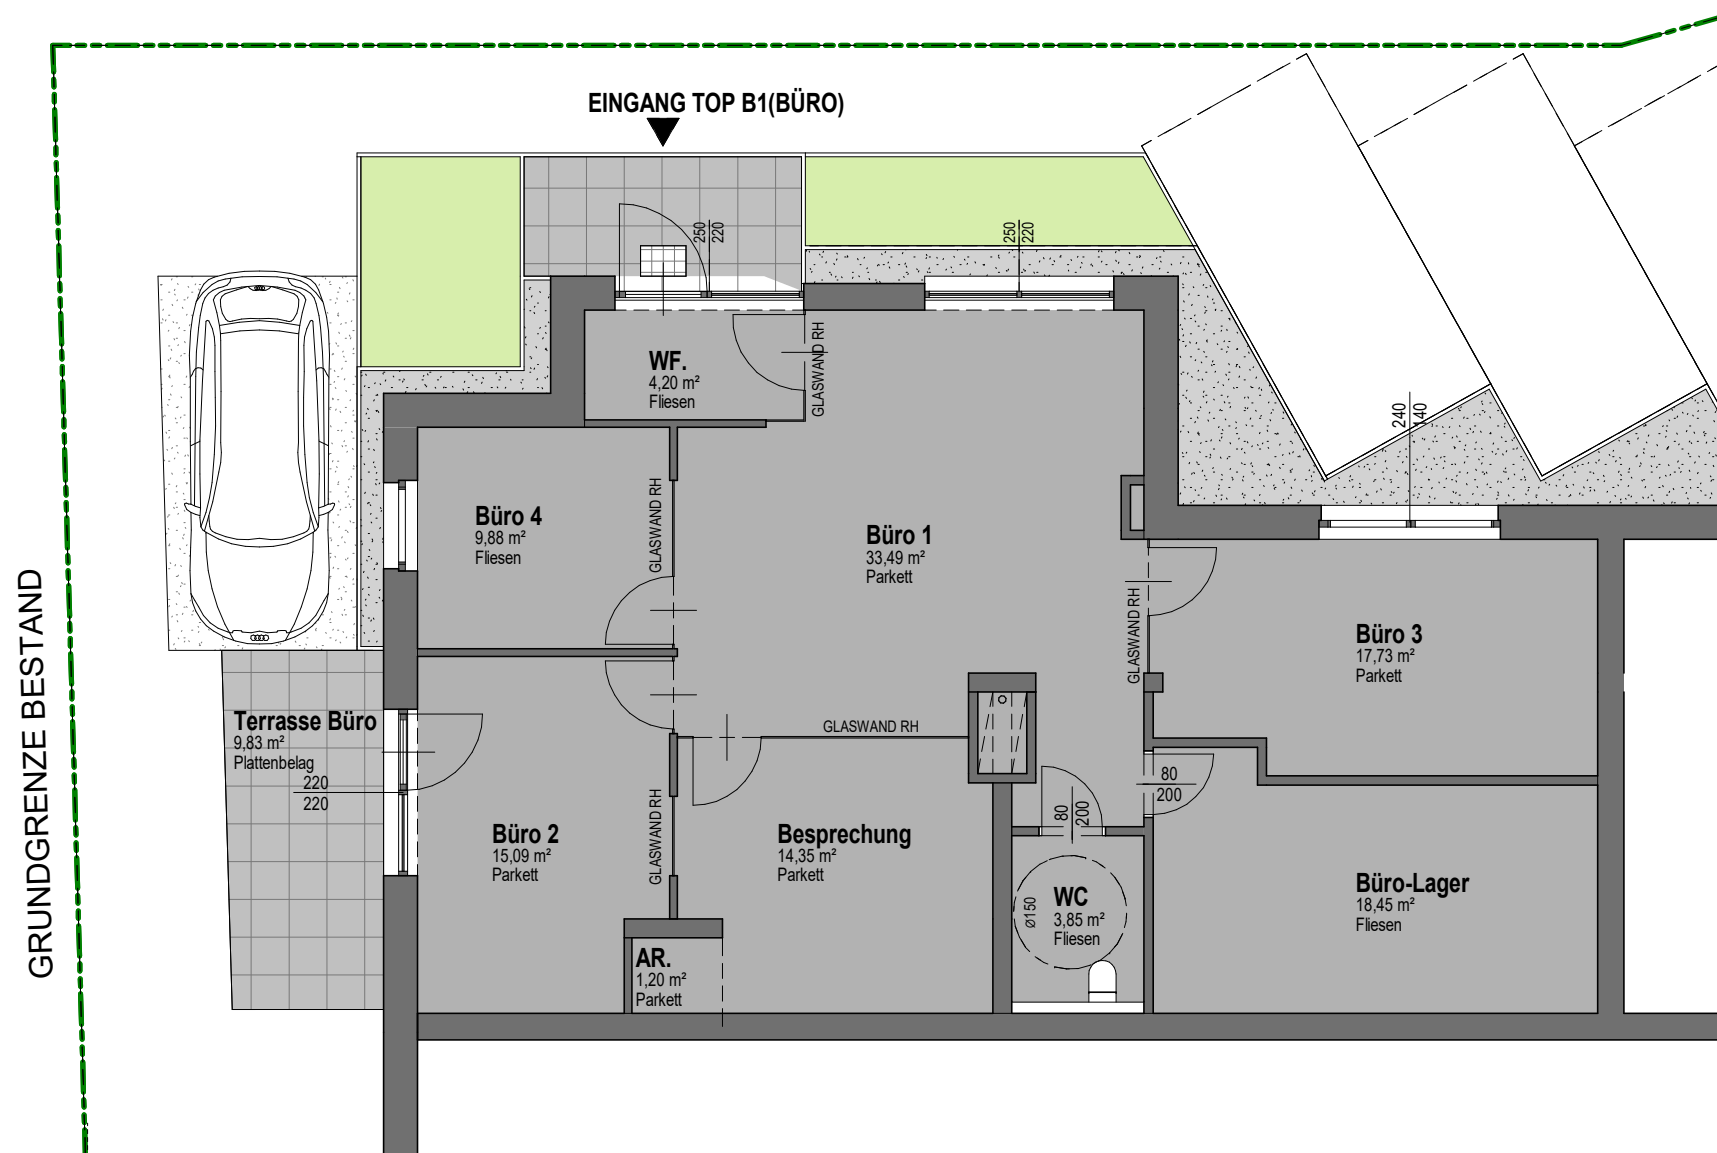 EINGANG TOP B1(BÜRO)
250
220
250
220
GLASWAND RH
WF.
4,20 m²
Fliesen
240
140
GLASWAND RH
Büro 4
9,88 m²
Fliesen
Büro 1
33,49 m²
Parkett
GLASWAND RH
Büro 3
17,73 m²
Parkett
GRUNDGRENZE BESTAND
Terrasse Büro
9,83 m²
Plattenbelag
220
220
GLASWAND RH
GLASWAND RH
80
200
80
200
Büro 2
15,09 m²
Parkett
Besprechung
14,35 m²
Parkett
WC
3,85 m²
Fliesen
ø150
Büro-Lager
18,45 m²
Fliesen
AR.
1,20 m²
Parkett